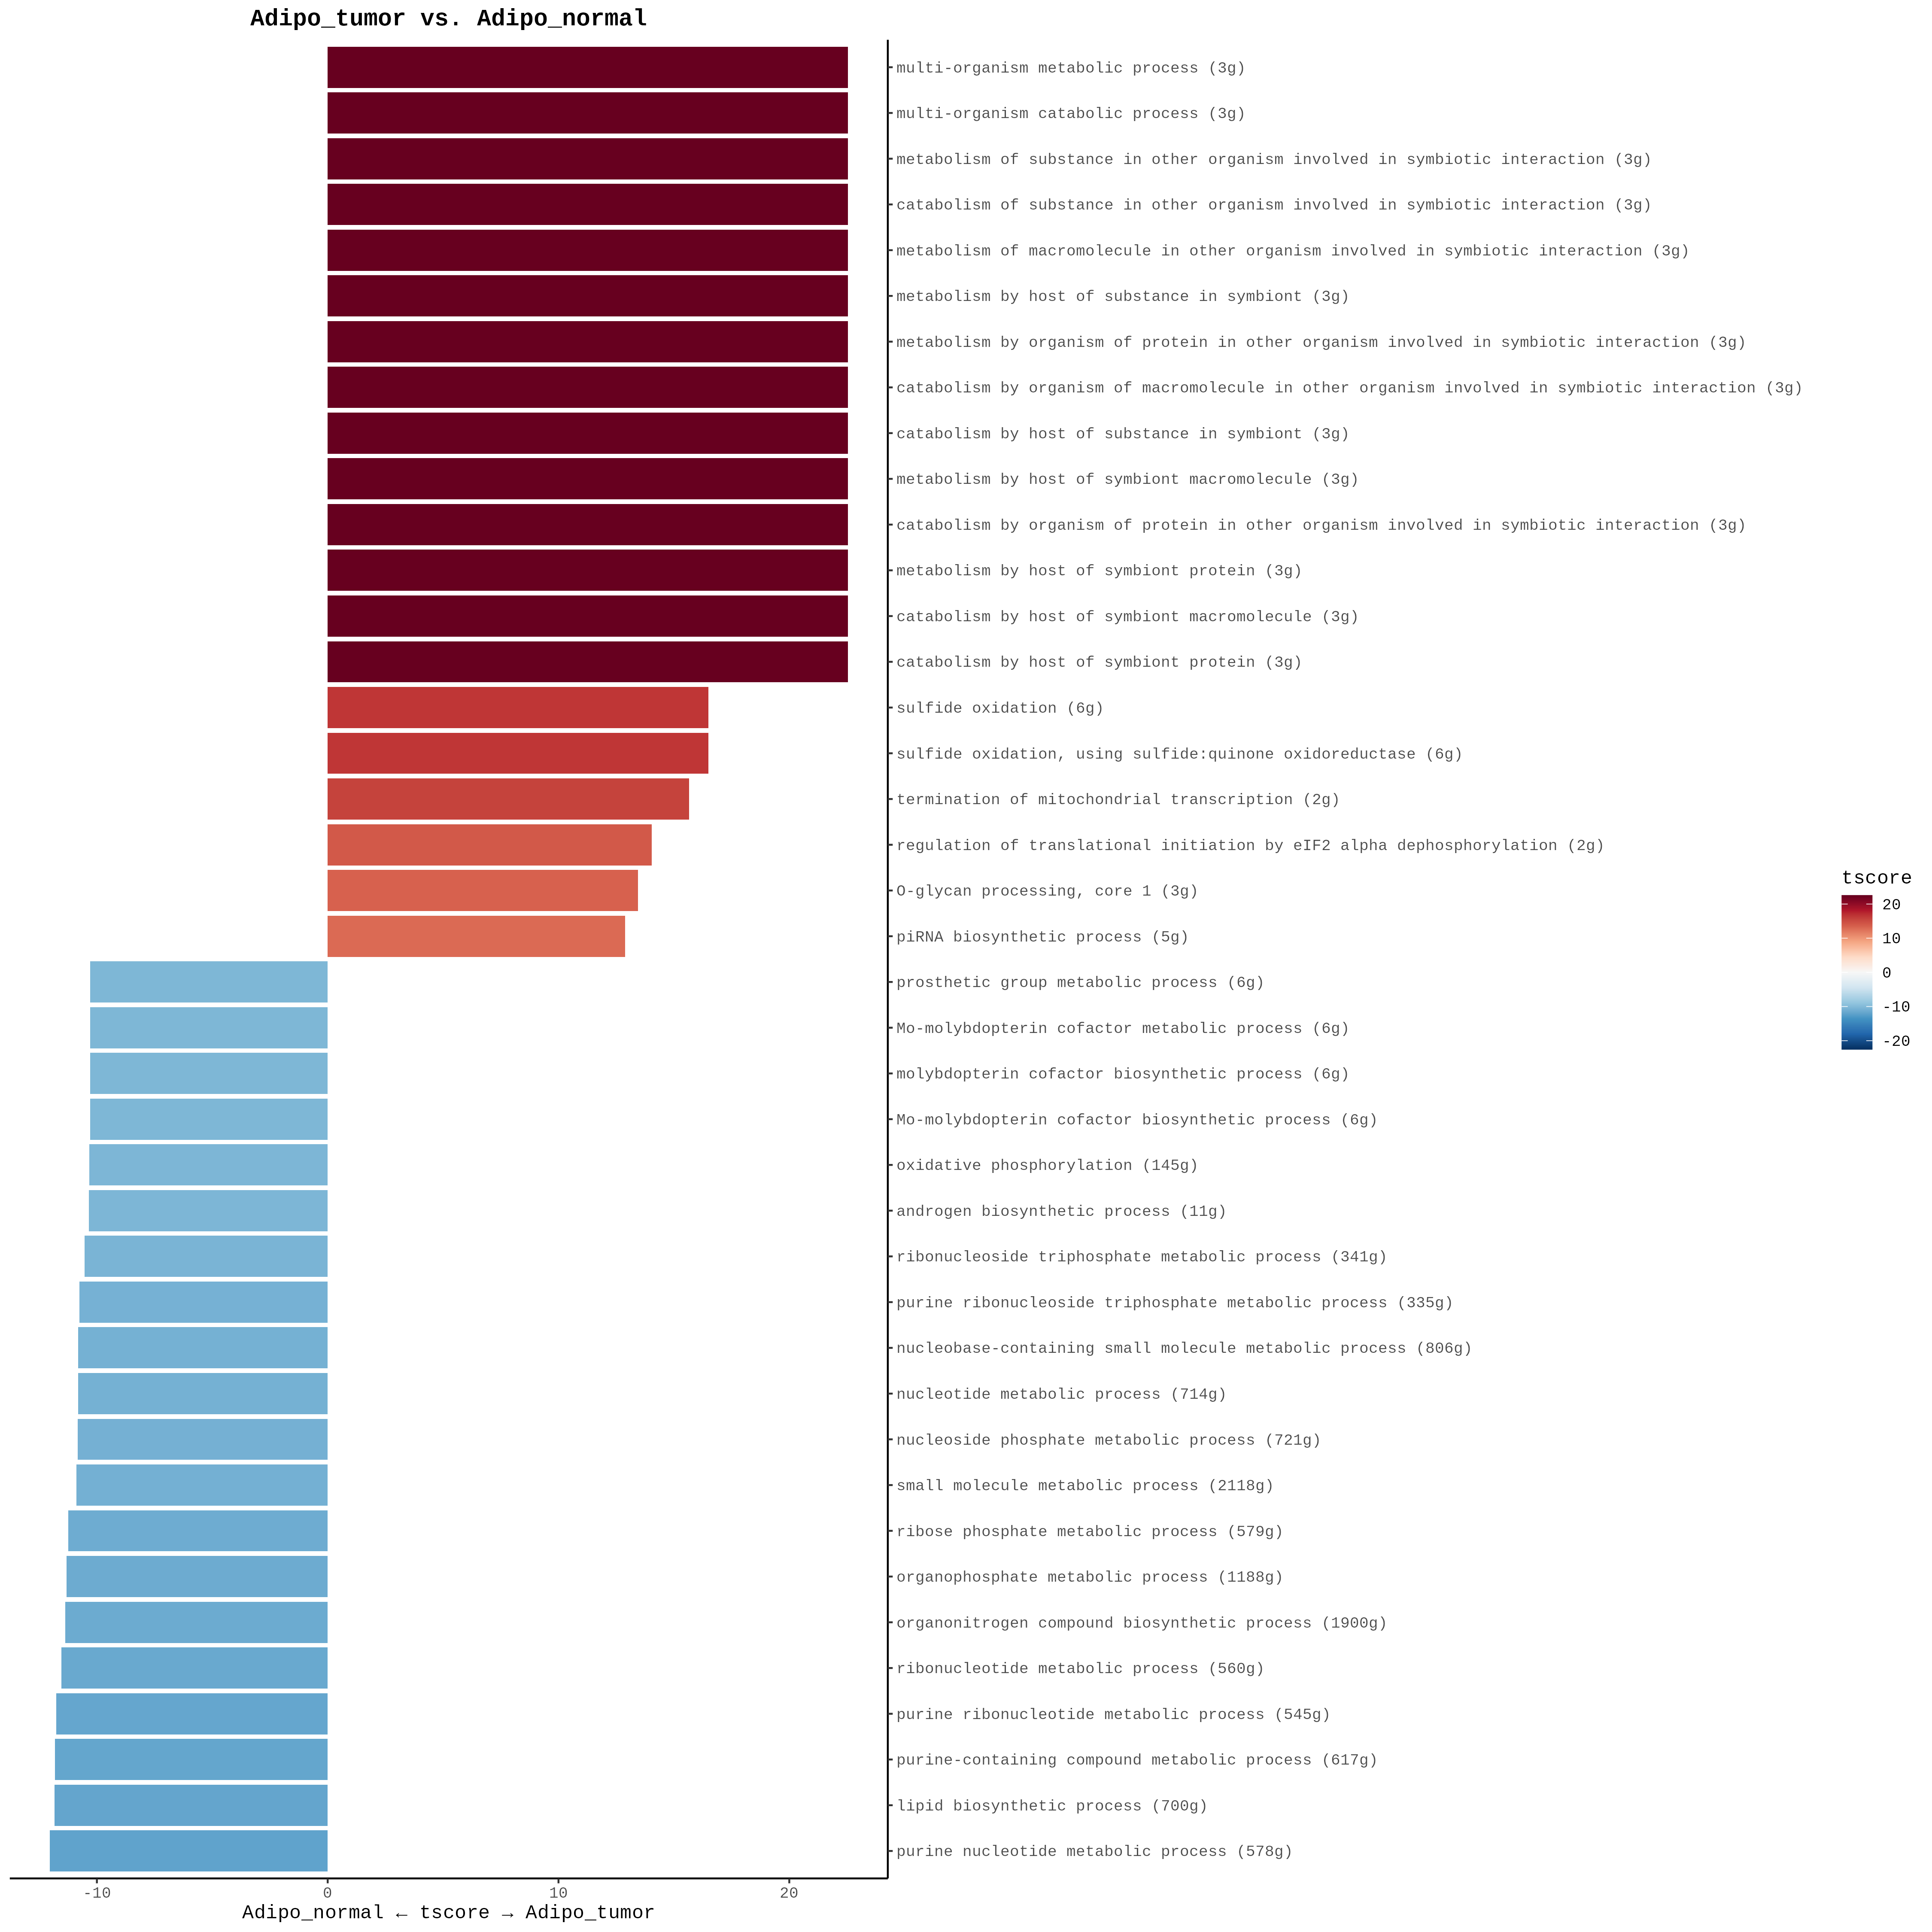 Adipo_tumor vs. Adipo_normal
multi-organism metabolic process (3g)
multi-organism catabolic process (3g)
metabolism of substance in other organism involved in symbiotic interaction (3g)
catabolism of substance in other organism involved in symbiotic interaction (3g)
metabolism of macromolecule in other organism involved in symbiotic interaction (3g)
metabolism by host of substance in symbiont (3g)
metabolism by organism of protein in other organism involved in symbiotic interaction (3g)
catabolism by organism of macromolecule in other organism involved in symbiotic interaction (3g)
catabolism by host of substance in symbiont (3g)
metabolism by host of symbiont macromolecule (3g)
catabolism by organism of protein in other organism involved in symbiotic interaction (3g)
metabolism by host of symbiont protein (3g)
catabolism by host of symbiont macromolecule (3g)
catabolism by host of symbiont protein (3g)
sulfide oxidation (6g)
sulfide oxidation, using sulfide:quinone oxidoreductase (6g)
termination of mitochondrial transcription (2g)
regulation of translational initiation by eIF2 alpha dephosphorylation (2g)
O-glycan processing, core 1 (3g)
piRNA biosynthetic process (5g)
prosthetic group metabolic process (6g)
Mo-molybdopterin cofactor metabolic process (6g)
molybdopterin cofactor biosynthetic process (6g)
Mo-molybdopterin cofactor biosynthetic process (6g)
oxidative phosphorylation (145g)
androgen biosynthetic process (11g)
ribonucleoside triphosphate metabolic process (341g)
purine ribonucleoside triphosphate metabolic process (335g)
nucleobase-containing small molecule metabolic process (806g)
nucleotide metabolic process (714g)
nucleoside phosphate metabolic process (721g)
small molecule metabolic process (2118g)
ribose phosphate metabolic process (579g)
organophosphate metabolic process (1188g)
organonitrogen compound biosynthetic process (1900g)
ribonucleotide metabolic process (560g)
purine ribonucleotide metabolic process (545g)
purine-containing compound metabolic process (617g)
lipid biosynthetic process (700g)
purine nucleotide metabolic process (578g)
-10 0 10 20
Adipo_normal ← tscore → Adipo_tumor
tscore
20
10
0
-10
-20